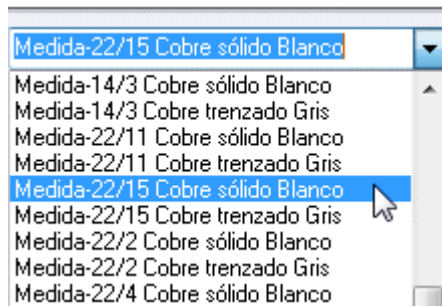 Medida-22/15 Cobre sólido Blanco
Medida-14/3 Cobre sólido Blanco
Medida-14/3 Cobre trenzado Gris
Medida-22/11 Cobre sólido Blanco
Medida-22/11 Cobre trenzado Gris
Medida-22/15 Cobre sólido Blanco
Medida-22/15 Cobre trenzado Gris
Medida-22/2 Cobre sólido Blanco
Medida-22/2 Cobre trenzado Gris
Medida-22/4 Cobre sólido Blanco